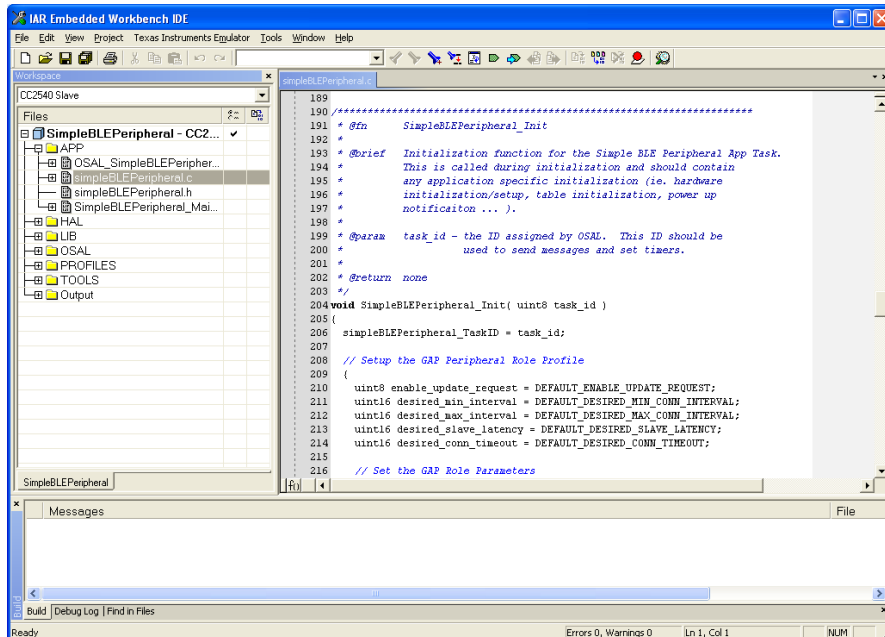 IAR Embedded Workbench IDE
File Edit View Project Texas Instruments Emulator Tools Window Help
Workspace
CC2540 Slave
Files
SimpleBLEPeripheral - CC2...
APP
OSAL_SimpleBLEPeripher...
simpleBLEPeripheral.c
simpleBLEPeripheral.h
SimpleBLEPeripheral_Mai...
HAL
LIB
OSAL
PROFILES
TOOLS
Output
SimpleBLEPeripheral
simpleBLEPeripheral.c
189
190 /*********************************************************************
191 * @fn SimpleBLEPeripheral_Init
192 *
193 * @brief Initialization function for the Simple BLE Peripheral App Task.
194 * This is called during initialization and should contain
195 * any application specific initialization (ie. hardware
196 * initialization/setup, table initialization, power up
197 * notificaiton ... ).
198 *
199 * @param task_id - the ID assigned by OSAL. This ID should be
200 * used to send messages and set timers.
201 *
202 * @return none
203 */
204 void SimpleBLEPeripheral_Init( uint8 task_id )
205 {
206 simpleBLEPeripheral_TaskID = task_id;
207
208 // Setup the GAP Peripheral Role Profile
209 {
210 uint8 enable_update_request = DEFAULT_ENABLE_UPDATE_REQUEST;
211 uint16 desired_min_interval = DEFAULT_DESIRED_MIN_CONN_INTERVAL;
212 uint16 desired_max_interval = DEFAULT_DESIRED_MAX_CONN_INTERVAL;
213 uint16 desired_slave_latency = DEFAULT_DESIRED_SLAVE_LATENCY;
214 uint16 desired_conn_timeout = DEFAULT_DESIRED_CONN_TIMEOUT;
215
216 // Set the GAP Role Parameters
f()
Messages File
Build
Build Debug Log Find in Files
Ready Errors 0, Warnings 0 Ln 1, Col 1 NUM